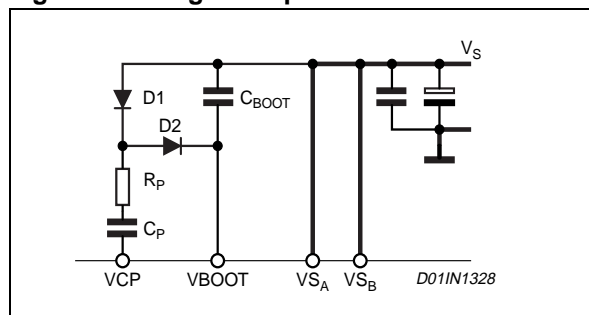 V_S
D1
C_BOOT
D2
R_P
C_P
VCP VBOOT VS_A VS_B D01IN1328